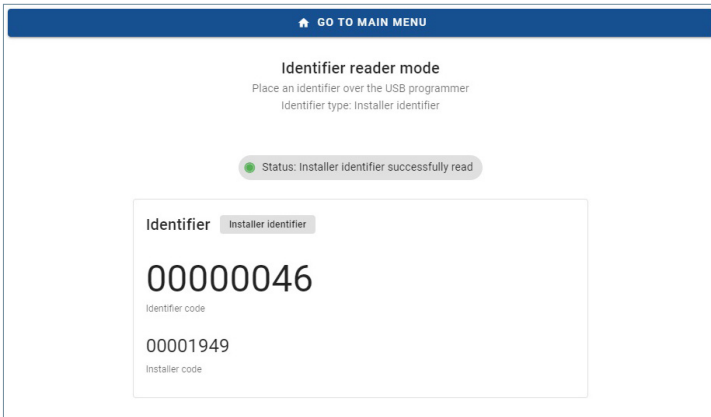 GO TO MAIN MENU
Identifier reader mode
Place an identifier over the USB programmer
Identifier type: Installer identifier
Status: Installer identifier successfully read
Identifier Installer identifier
00000046
Identifier code
00001949
Installer code